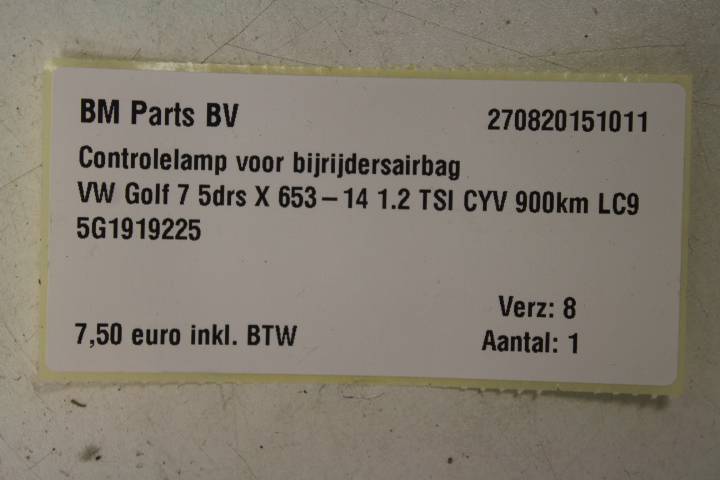 BM Parts BV 270820151011
Controlelamp voor bijrijdersairbag
VW Golf 7 5drs X 653-14 1.2 TSI CYV 900km LC9
5G1919225
Verz: 8
7,50 euro inkl. BTW Aantal: 1